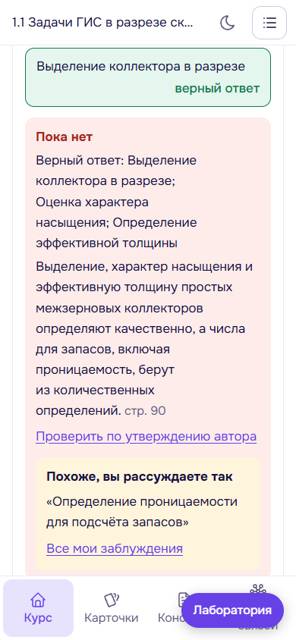 1.1 Задачи ГИС в разрезе ск...
Выделение коллектора в разрезе
верный ответ
Пока нет
Верный ответ: Выделение
коллектора в разрезе;
Оценка характера
насыщения; Определение
эффективной толщины
Выделение, характер насыщения и
эффективную толщину простых
межзерновых коллекторов
определяют качественно, а числа
для запасов, включая
проницаемость, берут
из количественных
определений. стр. 90
Проверить по утверждению автора
Похоже, вы рассуждаете так
«Определение проницаемости
для подсчёта запасов»
Все мои заблуждения
Курс
Карточки
Лаборатория